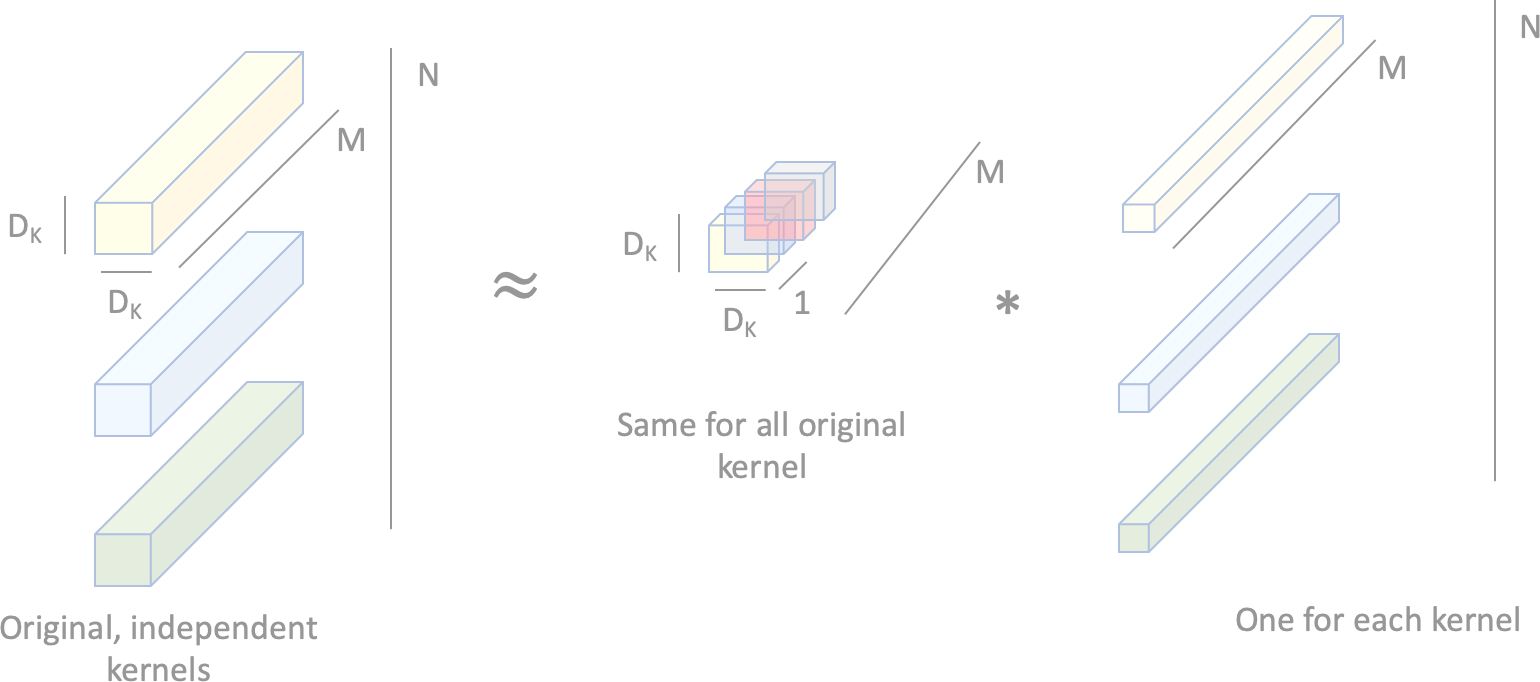 N
M
DK
DK
≈
M
DK
DK
1
*
M
N
Same for all original
kernel
Original, independent
kernels
One for each kernel